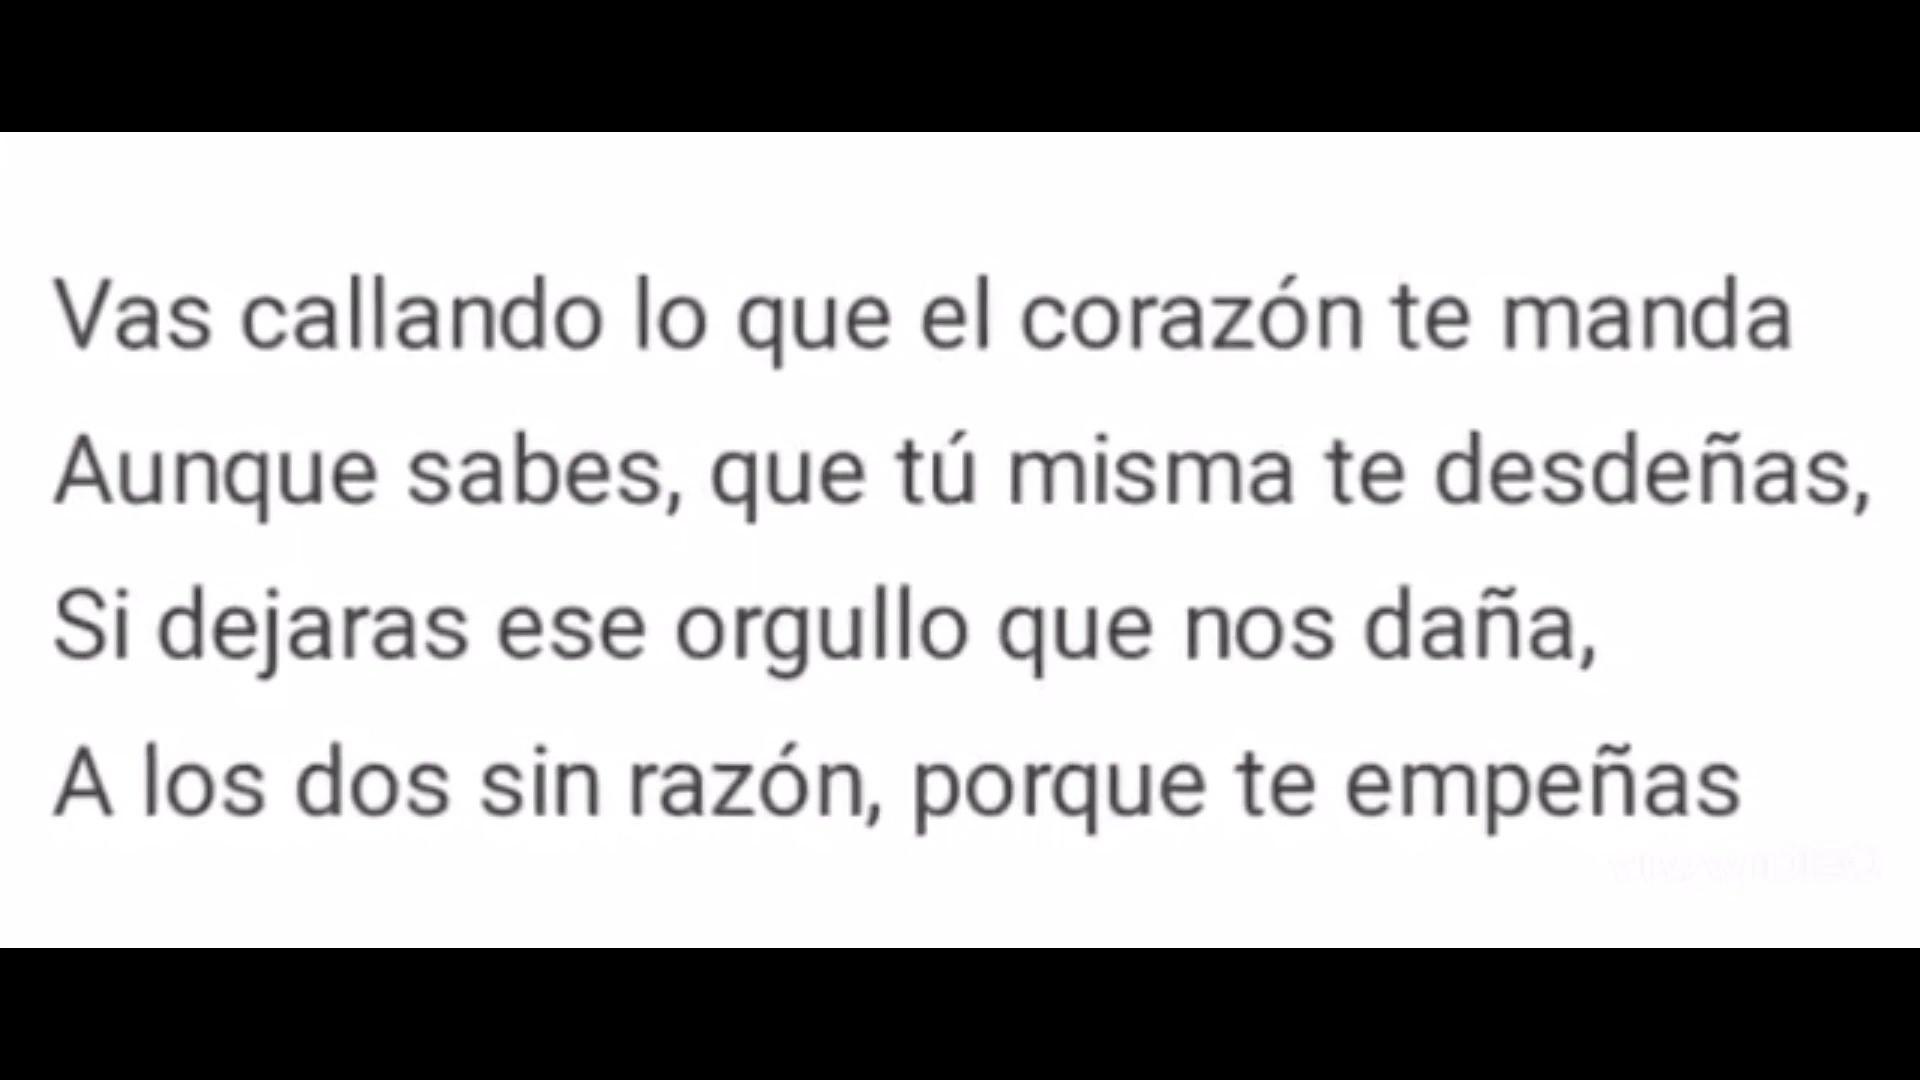 Vas callando lo que el corazón te manda
Aunque sabes, que tú misma te desdeñas,
Si dejaras ese orgullo que nos daña,
A los dos sin razón, porque te empeñas